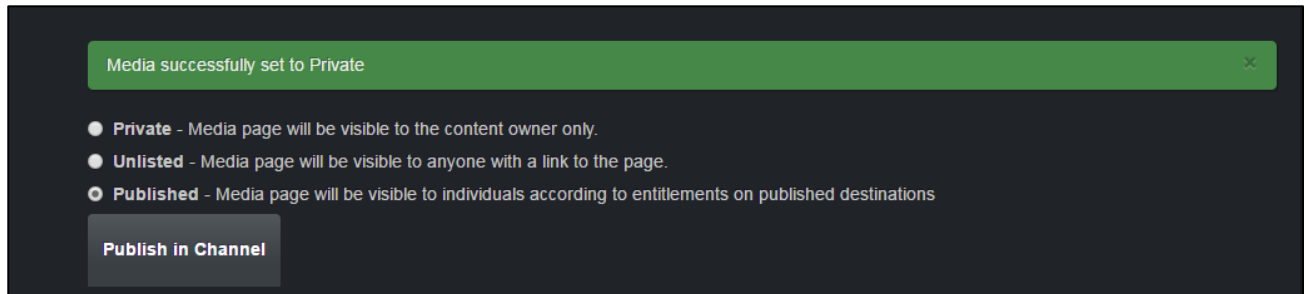 Media successfully set to Private ×
Private - Media page will be visible to the content owner only.
Unlisted - Media page will be visible to anyone with a link to the page.
Published - Media page will be visible to individuals according to entitlements on published destinations
Publish in Channel